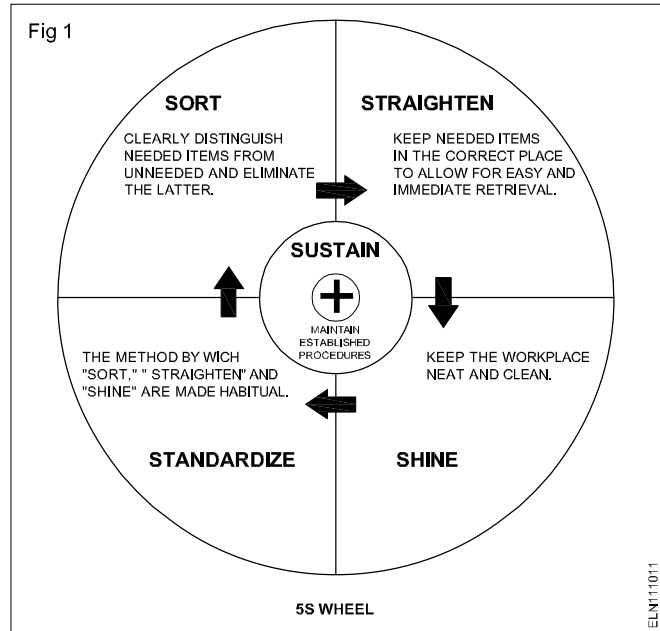 Fig 1
SORT
CLEARLY DISTINGUISH
NEEDED ITEMS FROM
UNNEEDED AND ELIMINATE
THE LATTER.
STRAIGHTEN
KEEP NEEDED ITEMS
IN THE CORRECT PLACE
TO ALLOW FOR EASY AND
IMMEDIATE RETRIEVAL.
SUSTAIN
MAINTAIN
ESTABLISHED
PROCEDURES
THE METHOD BY WICH
"SORT," " STRAIGHTEN" AND
"SHINE" ARE MADE HABITUAL.
STANDARDIZE
KEEP THE WORKPLACE
NEAT AND CLEAN.
SHINE
5S WHEEL
ELN111011